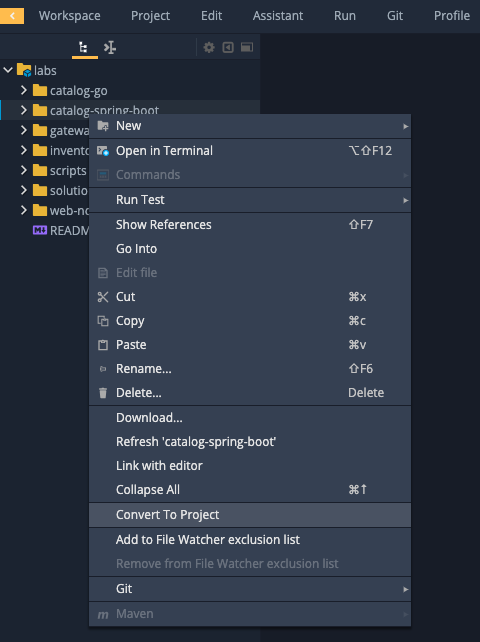 Workspace Project Edit Assistant Run Git Profile
labs
catalog-go
catalog-spring-boot
gatewa
invento
scripts
solutio
web-no
READM
New
Open in Terminal ⌥⇧F12
Commands
Run Test
Show References ⇧F7
Go Into
Edit file
Cut ⌘x
Copy ⌘c
Paste ⌘v
Rename... ⇧F6
Delete... Delete
Download...
Refresh 'catalog-spring-boot'
Link with editor
Collapse All ⌘↑
Convert To Project
Add to File Watcher exclusion list
Remove from File Watcher exclusion list
Git
Maven